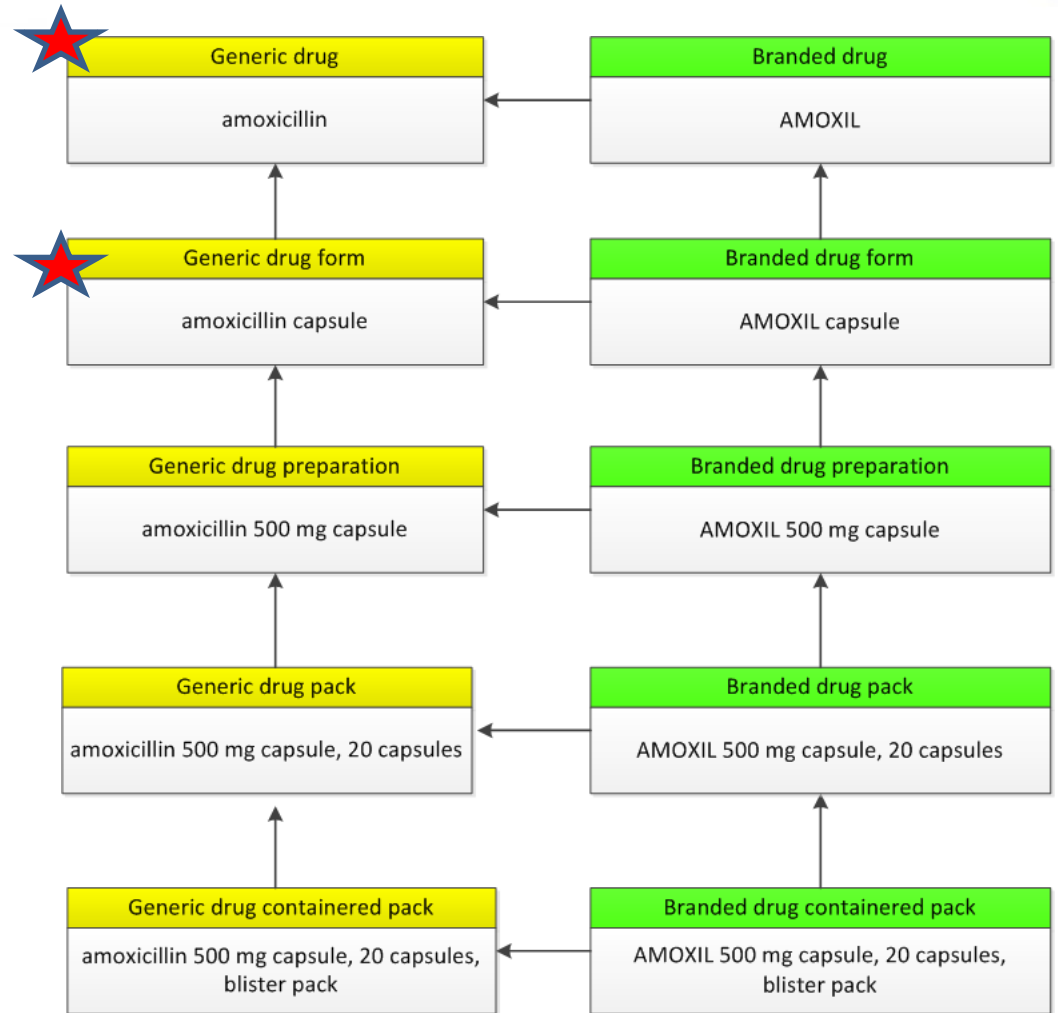 Generic drug
amoxicillin
Branded drug
AMOXIL
Generic drug form
amoxicillin capsule
Branded drug form
AMOXIL capsule
Generic drug preparation
amoxicillin 500 mg capsule
Branded drug preparation
AMOXIL 500 mg capsule
Generic drug pack
amoxicillin 500 mg capsule, 20 capsules
Branded drug pack
AMOXIL 500 mg capsule, 20 capsules
Generic drug containered pack
amoxicillin 500 mg capsule, 20 capsules,
blister pack
Branded drug containered pack
AMOXIL 500 mg capsule, 20 capsules,
blister pack